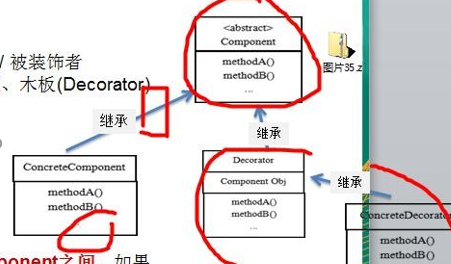 <abstract>
Component
methodA()
methodB()
...
/ 被装饰者
、木板(Decorator)
图片35.z
继承
继承
ConcreteComponent
methodA()
methodB()
Decorator
Component Obj
methodA()
methodB()
...
继承
ConcreteDecorator
methodA()
methodB()
ponent之间 如果